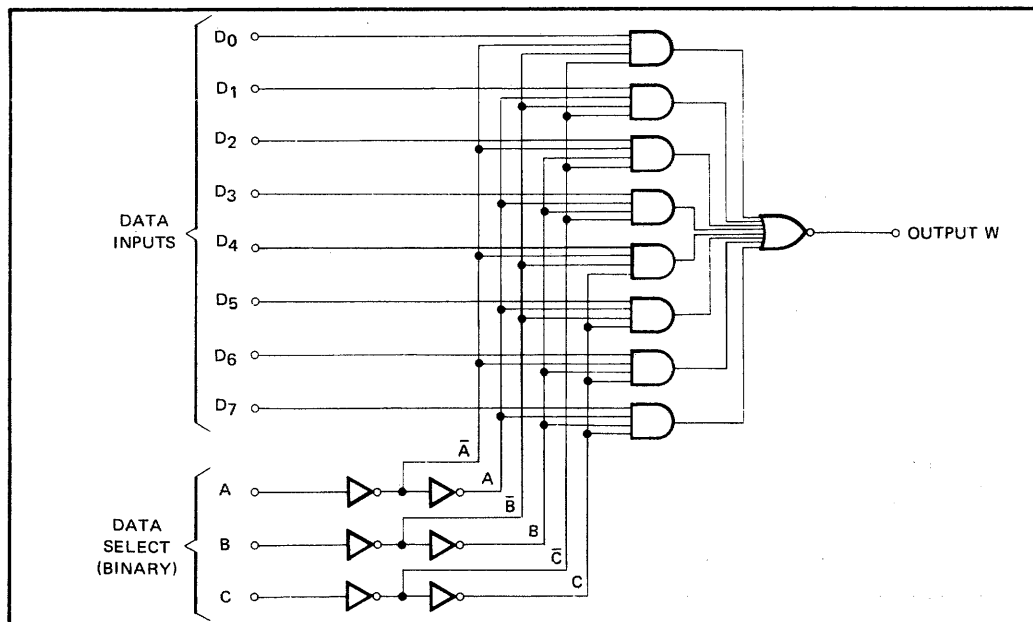 D₀
D₁
D₂
D₃
DATA
INPUTS
D₄
D₅
D₆
D₇
OUTPUT W
A̅
A
A
B̅
DATA
SELECT
(BINARY)
B
B
C̅
C
C